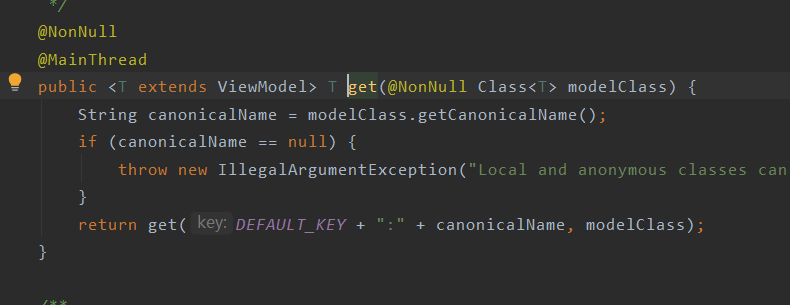 */
@NonNull
@MainThread
public <T extends ViewModel> T get(@NonNull Class<T> modelClass) {
String canonicalName = modelClass.getCanonicalName();
if (canonicalName == null) {
throw new IllegalArgumentException("Local and anonymous classes can
}
return get( key: DEFAULT_KEY + ":" + canonicalName, modelClass);
}
/**